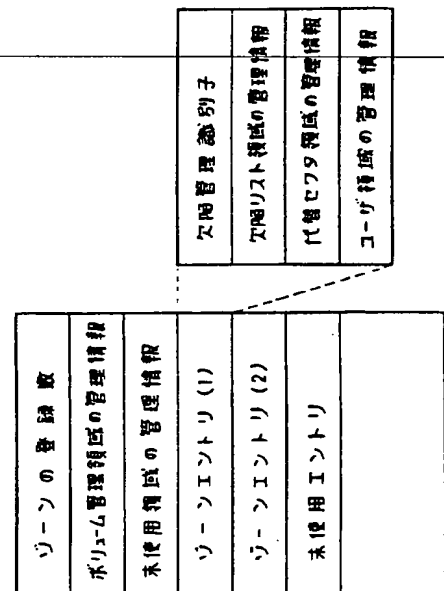 ゾーンの登録数
ボリューム管理領域の管理情報
未使用領域の管理情報
ゾーンエントリ(1)
ゾーンエントリ(2)
未使用エントリ
欠陥管理識別子
欠陥リスト領域の管理情報
代替セクタ領域の管理情報
ユーザ領域の管理情報